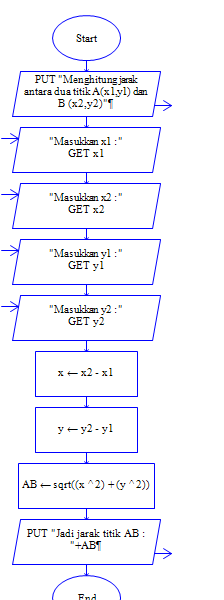 Start
PUT "Menghitung jarak
antara dua titik A(x1,y1) dan
B (x2,y2)"¶
"Masukkan x1 : "
GET x1
"Masukkan x2 : "
GET x2
"Masukkan y1 : "
GET y1
"Masukkan y2 : "
GET y2
x ← x2 - x1
y ← y2 - y1
AB ← sqrt((x ^ 2) + (y ^ 2))
PUT "Jadi jarak titik AB :
"+AB¶
End